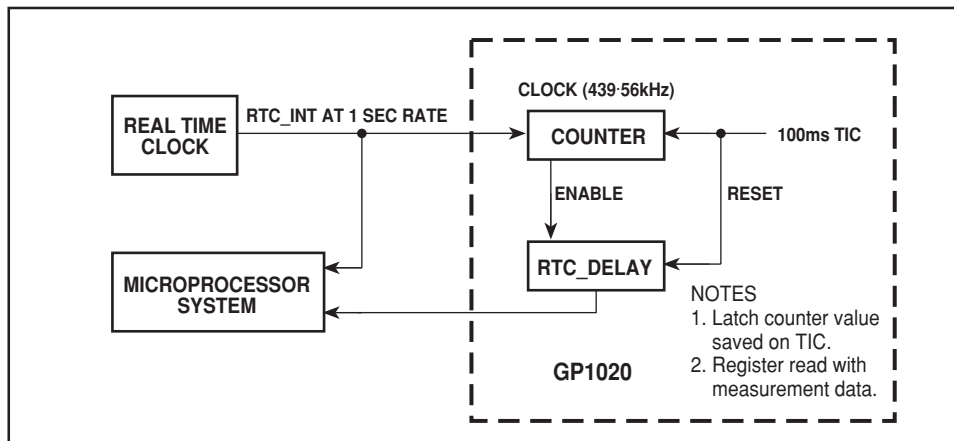 CLOCK (439·56kHz)
RTC_INT AT 1 SEC RATE
REAL TIME
CLOCK
COUNTER
100ms TIC
ENABLE
RESET
RTC_DELAY
MICROPROCESSOR
SYSTEM
NOTES
1. Latch counter value
saved on TIC.
2. Register read with
measurement data.
GP1020